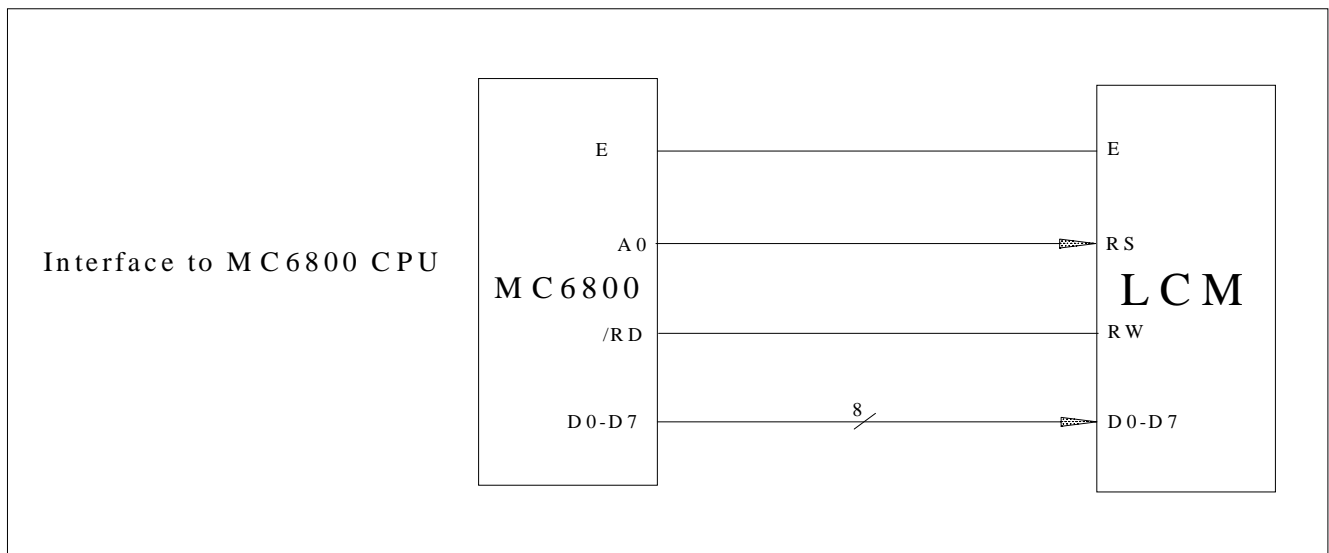 Interface to MC6800 CPU
MC6800
E
A0
/RD
D0-D7
8
E
RS
LCM
RW
D0-D7